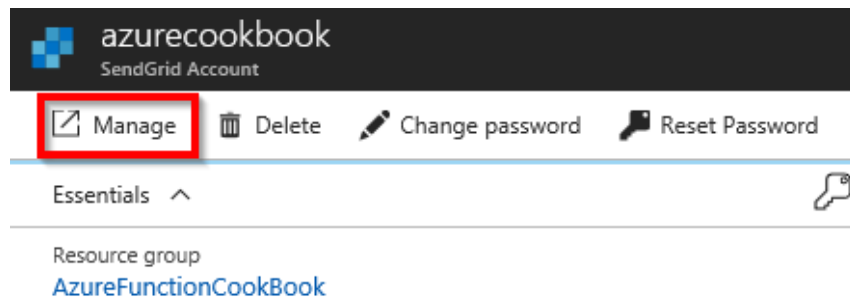 azurecookbook
SendGrid Account
Manage Delete Change password Reset Password
Essentials
Resource group
AzureFunctionCookBook